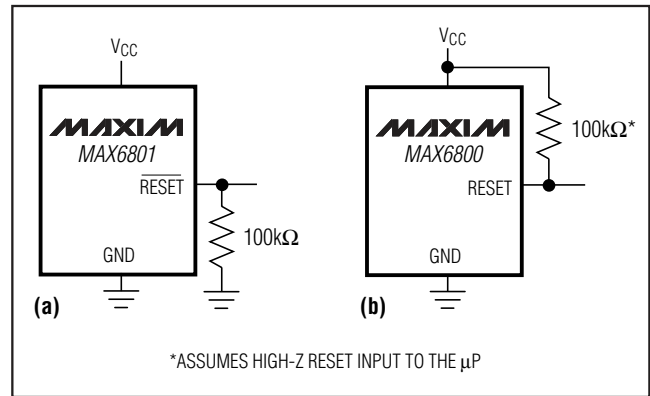 VCC
MAXIM
MAX6801
RESET
100kΩ
GND
(a)
VCC
MAXIM
MAX6800
100kΩ*
RESET
GND
(b)
*ASSUMES HIGH-Z RESET INPUT TO THE µP